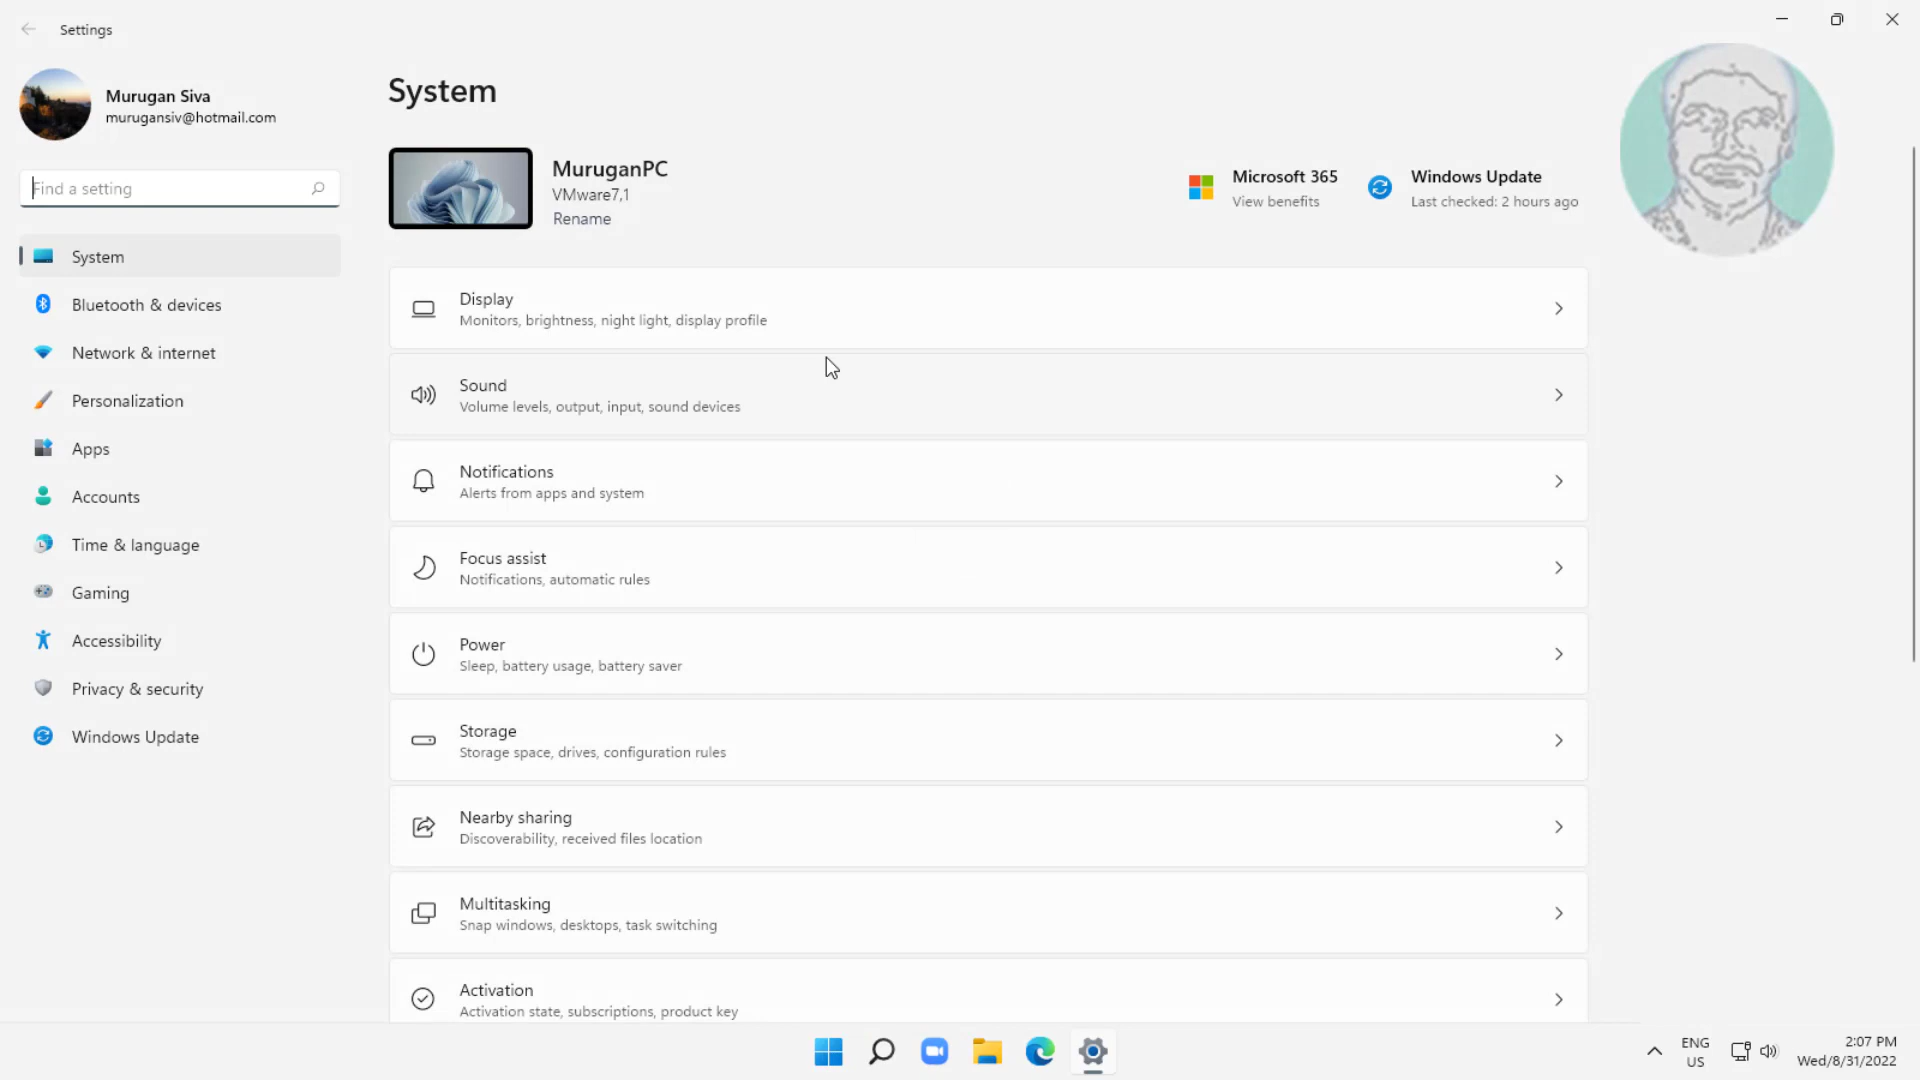 Settings
Murugan Siva
murugansiv@hotmail.com
Find a setting
System
Bluetooth & devices
Network & internet
Personalization
Apps
Accounts
Time & language
Gaming
Accessibility
Privacy & security
Windows Update
System
MuruganPC
VMware7,1
Rename
Microsoft 365
View benefits
Windows Update
Last checked: 2 hours ago
Display
Monitors, brightness, night light, display profile
Sound
Volume levels, output, input, sound devices
Notifications
Alerts from apps and system
Focus assist
Notifications, automatic rules
Power
Sleep, battery usage, battery saver
Storage
Storage space, drives, configuration rules
Nearby sharing
Discoverability, received files location
Multitasking
Snap windows, desktops, task switching
Activation
Activation state, subscriptions, product key
ENG
US
2:07 PM
Wed/8/31/2022